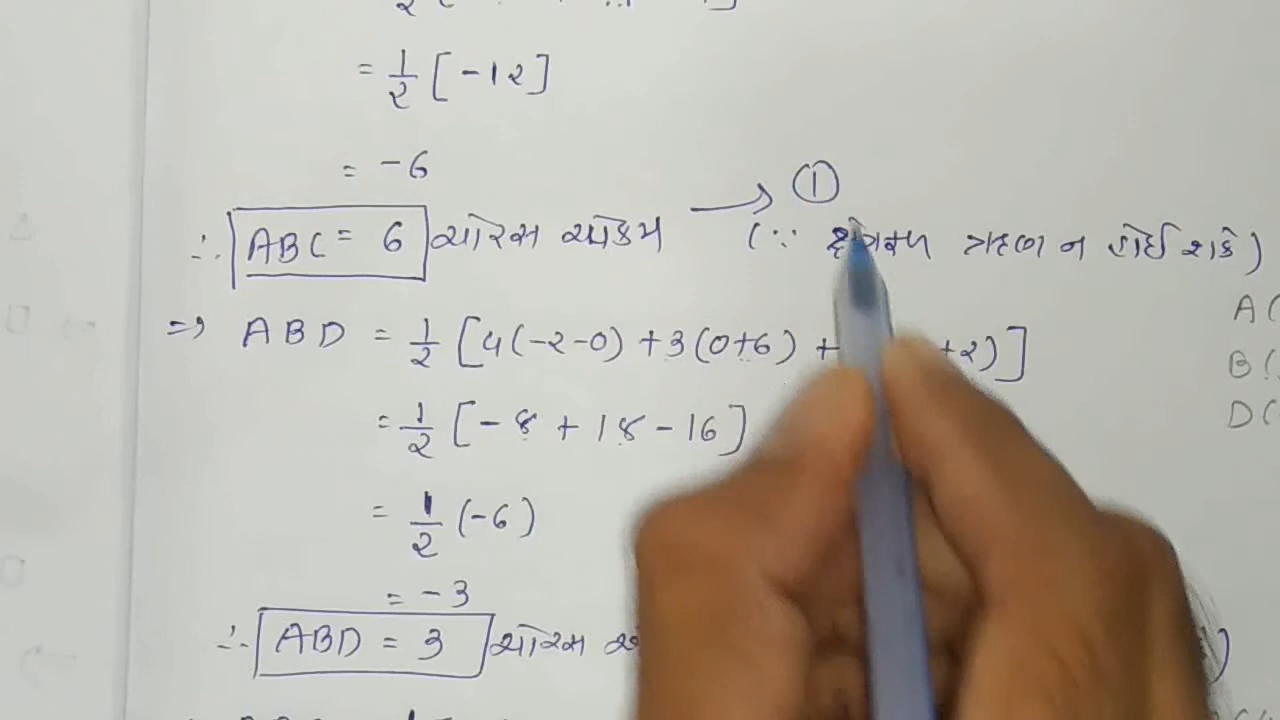 = 1/2 [-12]
= -6
∴ ABC = 6 ચોરસ એકમ → ①
(∵ ક્ષેત્રફળ ઋણ ન હોઈ શકે)
⇒ ABD = 1/2 [4(-2-0) + 3(0+6) + +2)]
A(
B(
D(
= 1/2 [-8 + 18 - 16]
= 1/2 (-6)
= -3
∴ ABD = 3 ચોરસ